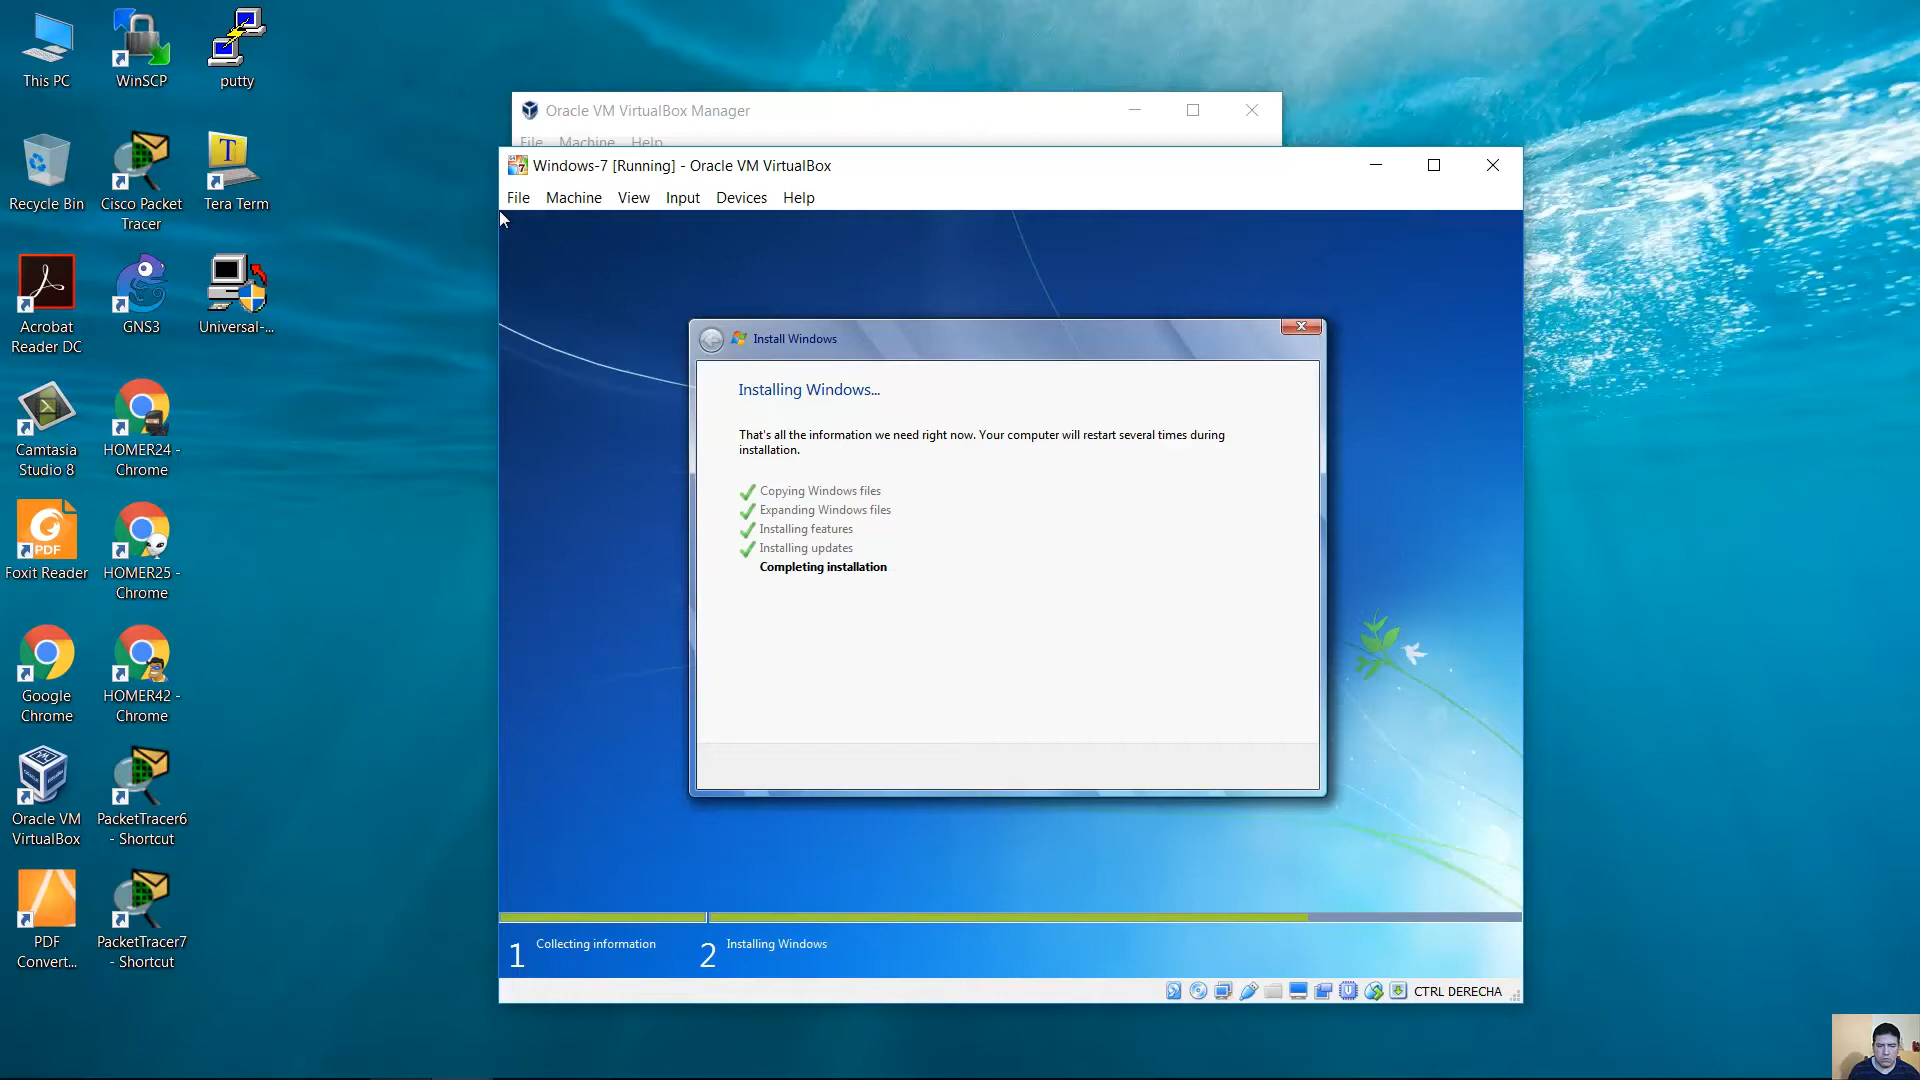 This PC
WinSCP
putty
Recycle Bin
Cisco Packet
Tracer
Tera Term
Acrobat
Reader DC
GNS3
Universal-...
Camtasia
Studio 8
HOMER24 -
Chrome
PDF
Foxit Reader
HOMER25 -
Chrome
Google
Chrome
HOMER42 -
Chrome
Oracle VM
VirtualBox
PacketTracer6
- Shortcut
PDF
Convert...
PacketTracer7
- Shortcut
Oracle VM VirtualBox Manager
File Machine Help
Windows-7 [Running] - Oracle VM VirtualBox
File Machine View Input Devices Help
Install Windows
Installing Windows...
That's all the information we need right now. Your computer will restart several times during
installation.
Copying Windows files
Expanding Windows files
Installing features
Installing updates
Completing installation
1 Collecting information
2 Installing Windows
CTRL DERECHA